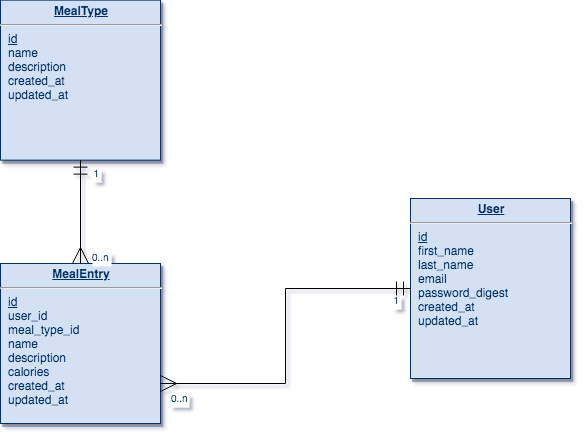 MealType
id
name
description
created_at
updated_at
1
0..n
MealEntry
id
user_id
meal_type_id
name
description
calories
created_at
updated_at
0..n
1
User
id
first_name
last_name
email
password_digest
created_at
updated_at